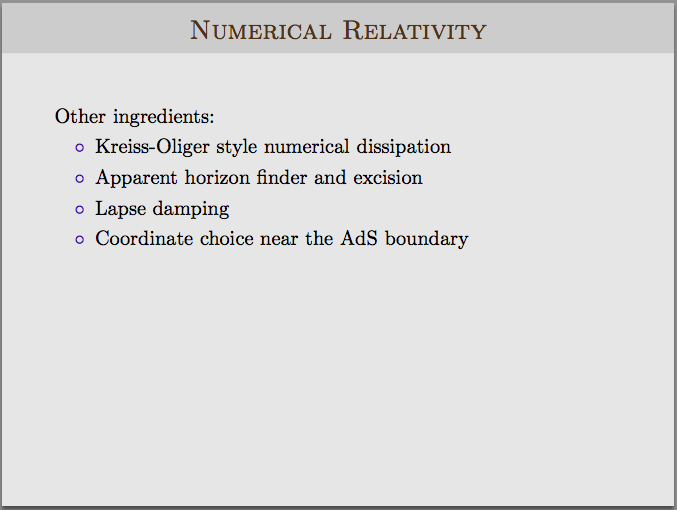 Numerical Relativity
Other ingredients:
Kreiss-Oliger style numerical dissipation
Apparent horizon finder and excision
Lapse damping
Coordinate choice near the AdS boundary